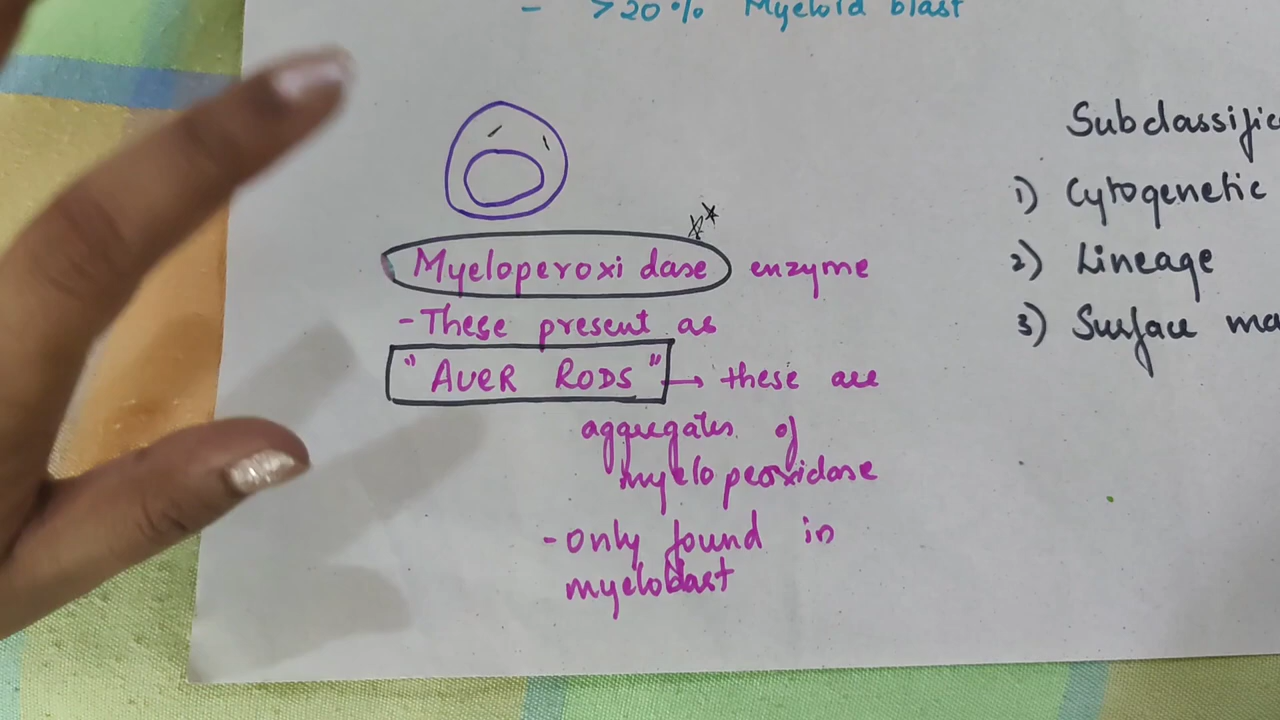 - >20% Myeloid blast
Myeloperoxidase enzyme
- These present as
"AUER RODS" → these are
aggregates of
myeloperoxidase
- only found in
myeloblast
Subclassific
1) Cytogenetic
2) Lineage
3) Surface ma